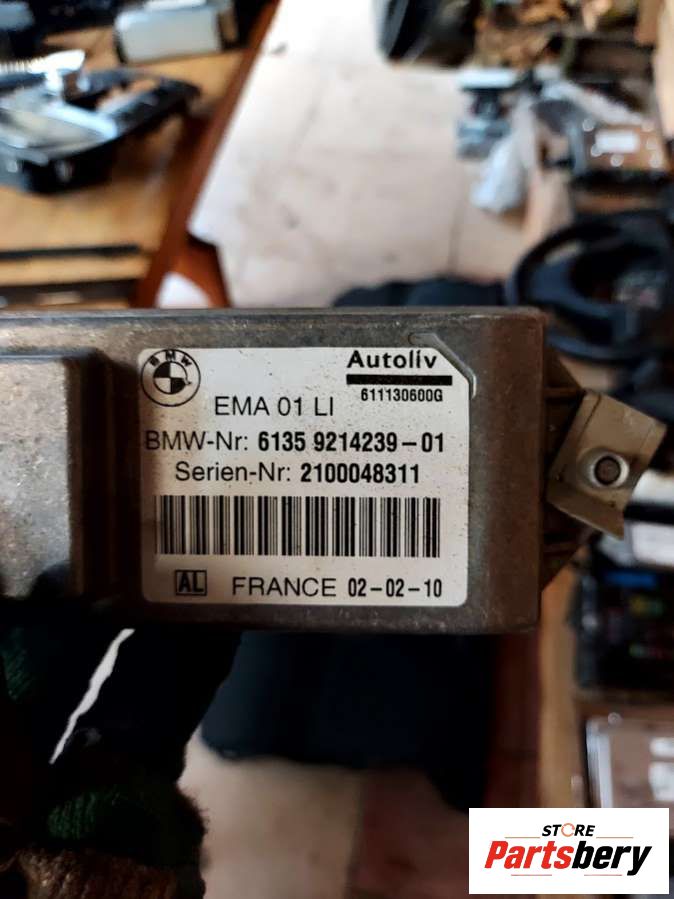 BMW
Autoliv
611130600G
EMA 01 LI
BMW-Nr: 6135 9214239-01
Serien-Nr: 2100048311
AL FRANCE 02-02-10
STORE
Partsbery